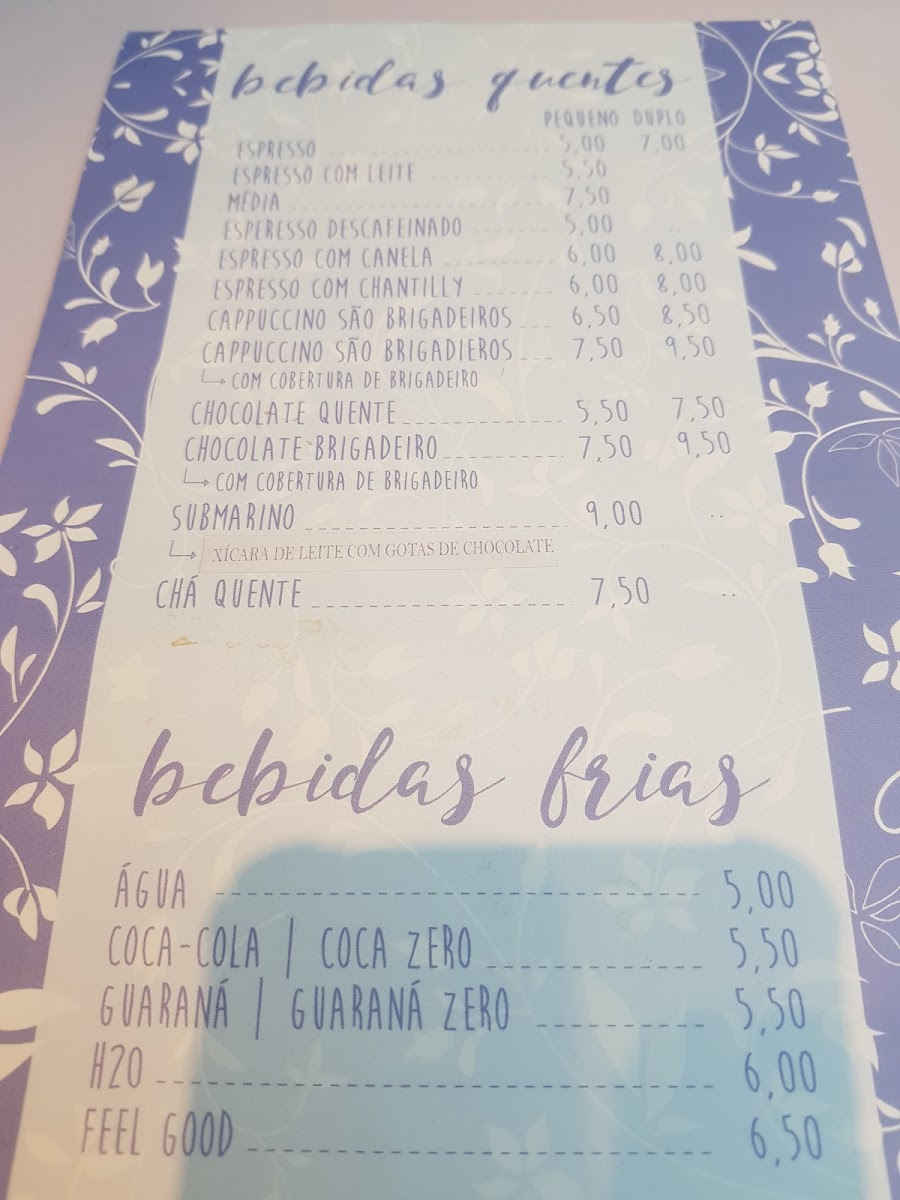 bebidas quentes
PEQUENO DUPLO
ESPRESSO 5,00 7,00
ESPRESSO COM LEITE 5,50
MÉDIA 7,50
ESPERESSO DESCAFEINADO 5,00 ..
ESPRESSO COM CANELA 6,00 8,00
ESPRESSO COM CHANTILLY 6,00 8,00
CAPPUCCINO SÃO BRIGADEIROS 6,50 8,50
CAPPUCCINO SÃO BRIGADIEROS 7,50 9,50
COM COBERTURA DE BRIGADEIRO
CHOCOLATE QUENTE 5,50 7,50
CHOCOLATE BRIGADEIRO 7,50 9,50
COM COBERTURA DE BRIGADEIRO
SUBMARINO 9,00 ..
XÍCARA DE LEITE COM GOTAS DE CHOCOLATE
CHÁ QUENTE 7,50 ..
bebidas frias
ÁGUA 5,00
COCA-COLA | COCA ZERO 5,50
GUARANÁ | GUARANÁ ZERO 5,50
H2O 6,00
FEEL GOOD 6,50